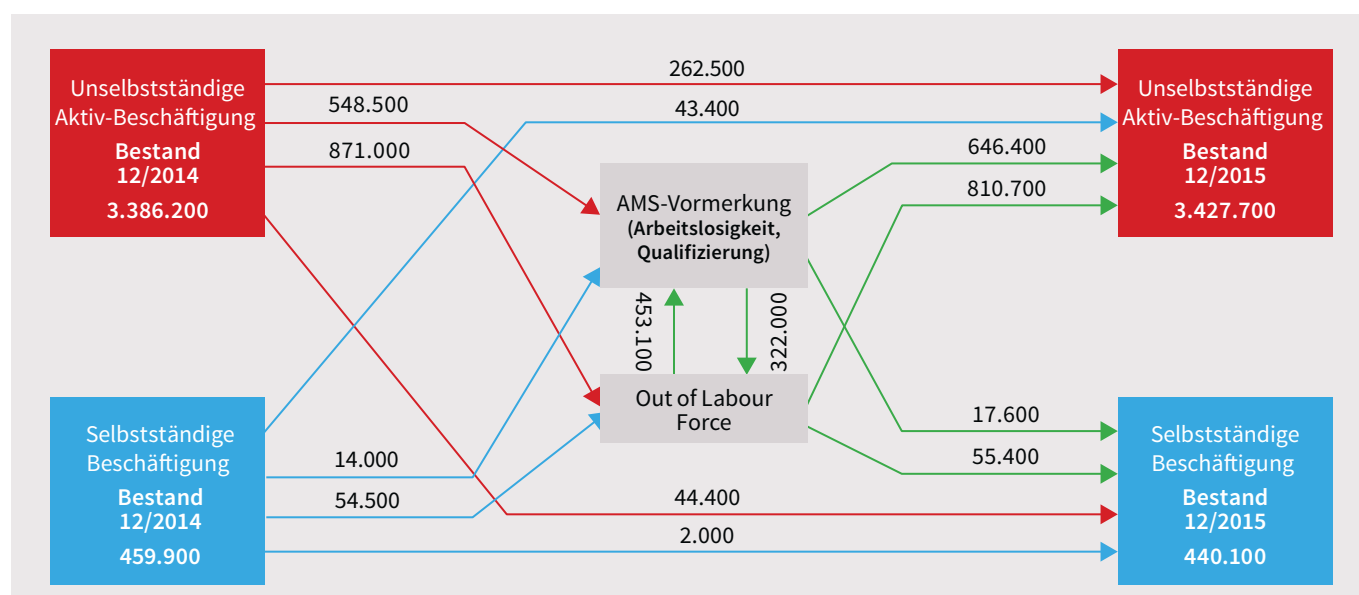 Unselbstständige
Aktiv-Beschäftigung
Bestand
12/2014
3.386.200
262.500
548.500
43.400
871.000
646.400
810.700
Unselbstständige
Aktiv-Beschäftigung
Bestand
12/2015
3.427.700
AMS-Vormerkung
(Arbeitslosigkeit,
Qualifizierung)
453.100
322.000
Out of Labour
Force
Selbstständige
Beschäftigung
Bestand
12/2014
459.900
14.000
54.500
17.600
55.400
44.400
2.000
Selbstständige
Beschäftigung
Bestand
12/2015
440.100